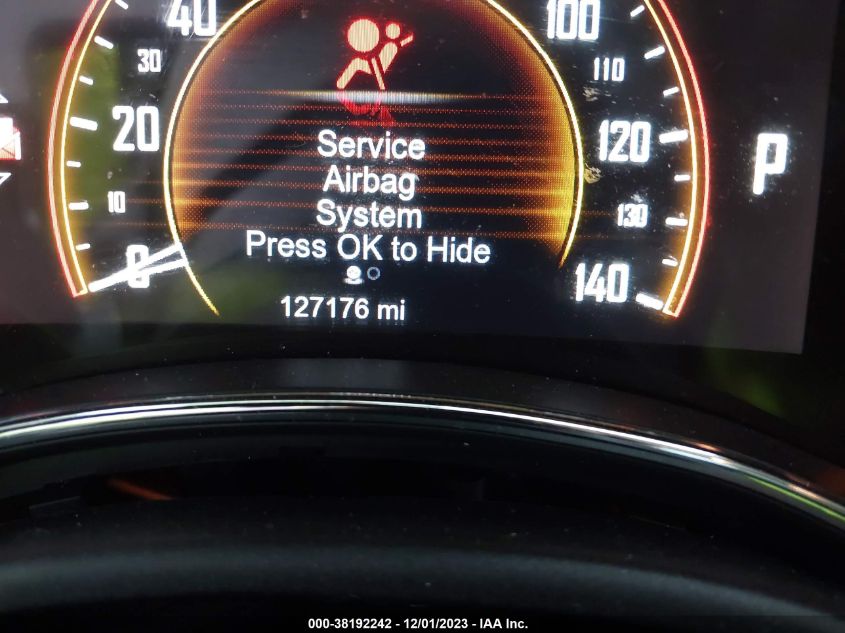 40
100
30
110
20
120
P
10
130
0
140
Service
Airbag
System
Press OK to Hide
127176 mi
000-38192242 - 12/01/2023 - IAA Inc.